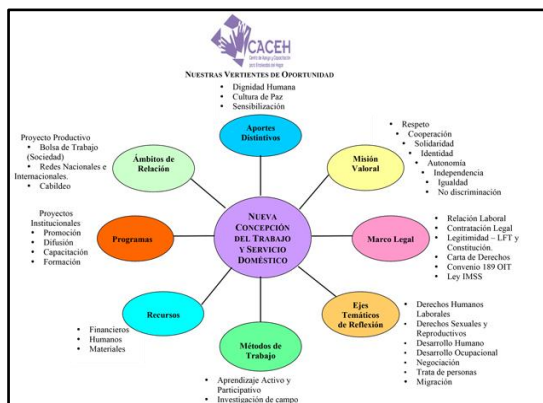 CACEH
Centro de Apoyo y Capacitación
para Empleadas del Hogar
NUESTRAS VERTIENTES DE OPORTUNIDAD
• Dignidad Humana
• Cultura de Paz
• Sensibilización
Aportes
Distintivos
Proyecto Productivo
• Bolsa de Trabajo
(Sociedad)
• Redes Nacionales e
Internacionales.
• Cabildeo
Ámbitos de
Relación
Misión
Valoral
• Respeto
• Cooperación
• Solidaridad
• Identidad
• Autonomía
• Independencia
• Igualdad
• No discriminación
Proyectos
Institucionales
• Promoción
• Difusión
• Capacitación
• Formación
Programas
NUEVA
CONCEPCIÓN
DEL TRABAJO
Y SERVICIO
DOMÉSTICO
Marco Legal
• Relación Laboral
• Contratación Legal
• Legitimidad – LFT y
Constitución.
• Carta de Derechos
• Convenio 189 OIT
• Ley IMSS
Recursos
• Financieros
• Humanos
• Materiales
Métodos de
Trabajo
• Aprendizaje Activo y
Participativo
• Investigación de campo
Ejes
Temáticos
de Reflexión
• Derechos Humanos
Laborales
• Derechos Sexuales y
Reproductivos
• Desarrollo Humano
• Desarrollo Ocupacional
• Negociación
• Trata de personas
• Migración